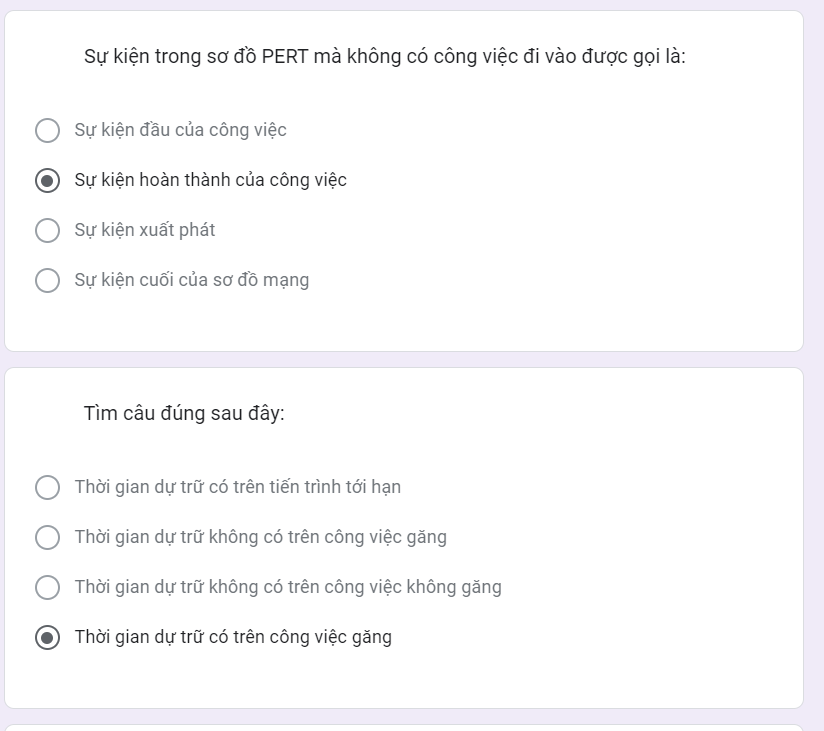 Sự kiện trong sơ đồ PERT mà không có công việc đi vào được gọi là:
Sự kiện đầu của công việc
Sự kiện hoàn thành của công việc
Sự kiện xuất phát
Sự kiện cuối của sơ đồ mạng
Tìm câu đúng sau đây:
Thời gian dự trữ có trên tiến trình tới hạn
Thời gian dự trữ không có trên công việc găng
Thời gian dự trữ không có trên công việc không găng
Thời gian dự trữ có trên công việc găng